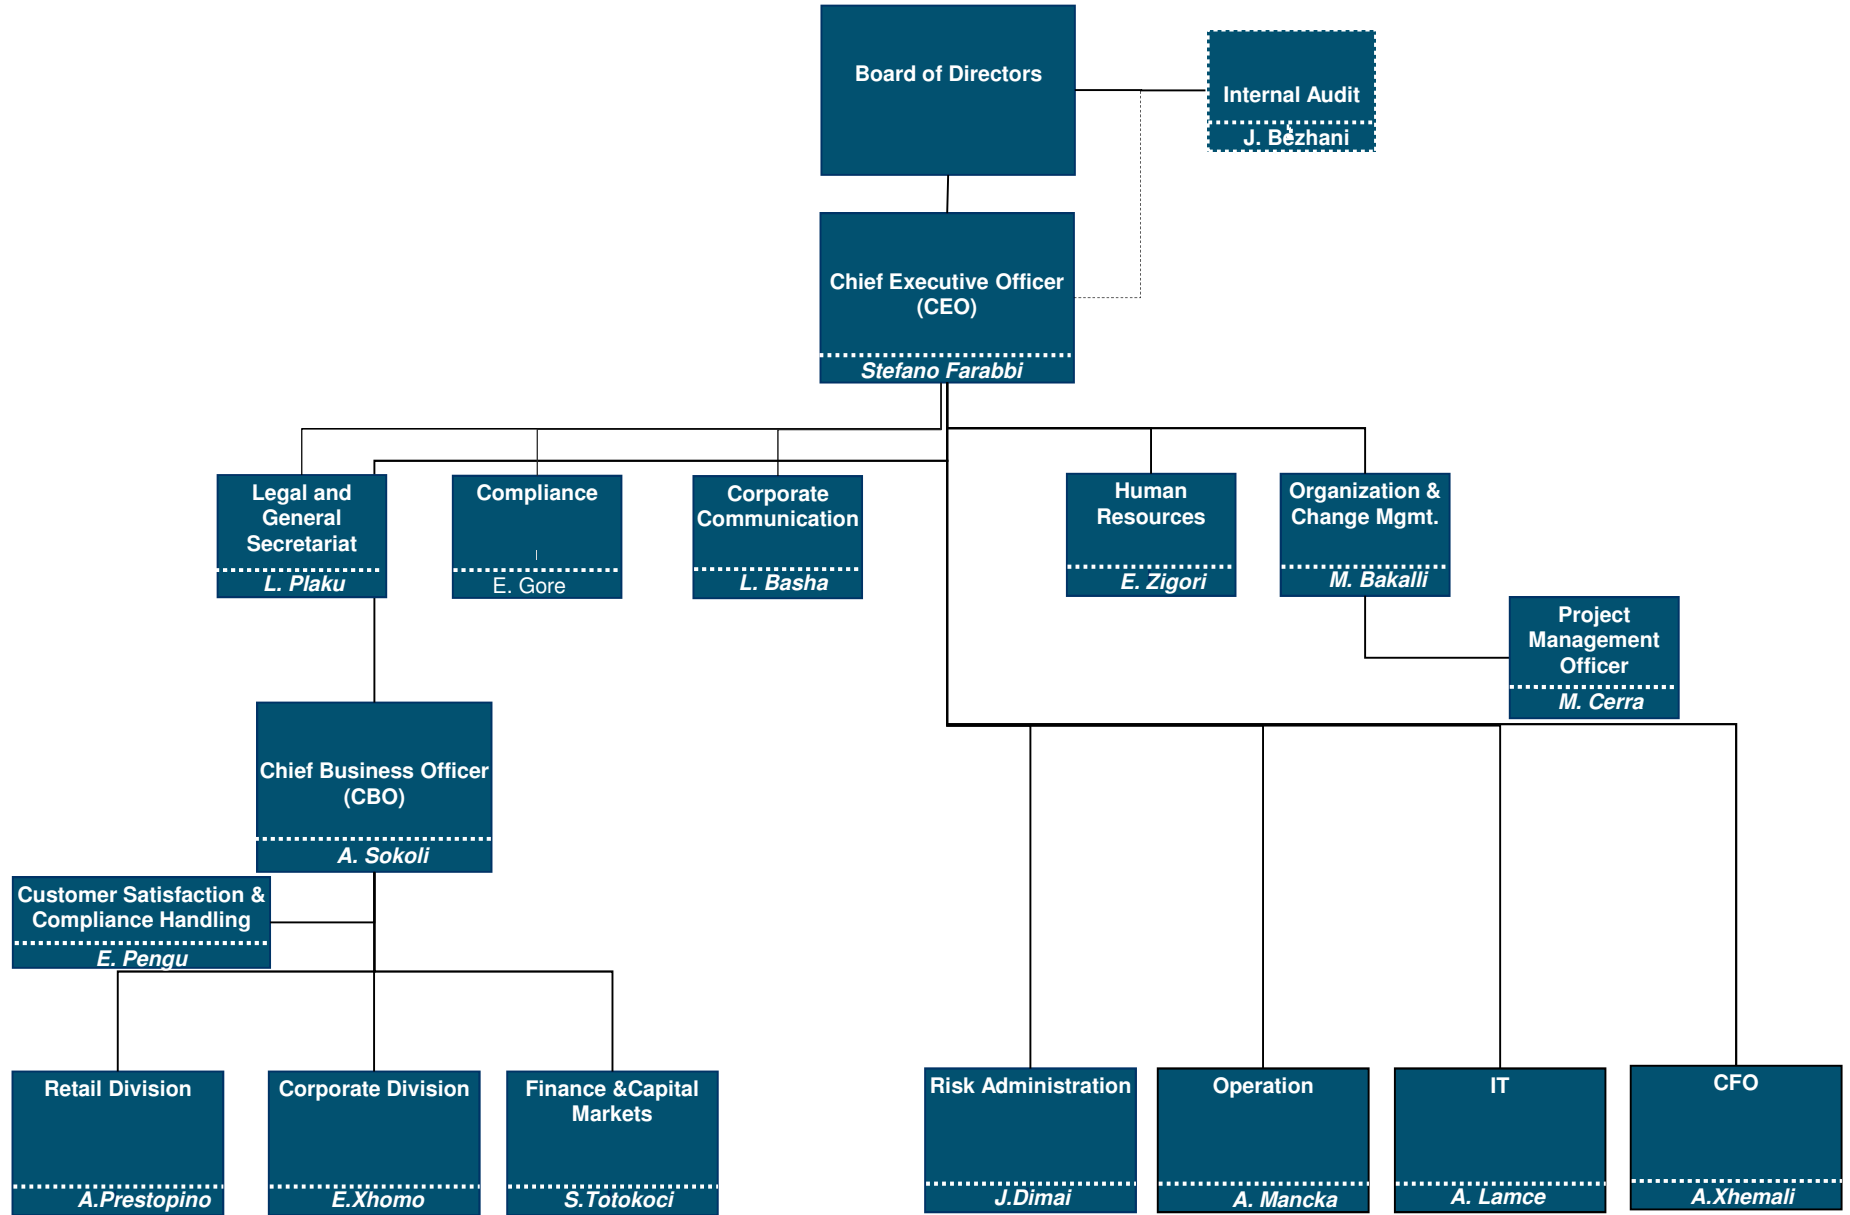 Board of Directors
Internal Audit
J. Bezhani
Chief Executive Officer
(CEO)
Stefano Farabbi
Legal and
General
Secretariat
L. Plaku
Compliance
E. Gore
Corporate
Communication
L. Basha
Human
Resources
E. Zigori
Organization &
Change Mgmt.
M. Bakalli
Project
Management
Officer
M. Cerra
Chief Business Officer
(CBO)
A. Sokoli
Customer Satisfaction &
Compliance Handling
E. Pengu
Retail Division
A.Prestopino
Corporate Division
E.Xhomo
Finance &Capital
Markets
S.Totokoci
Risk Administration
J.Dimai
Operation
A. Mancka
IT
A. Lamce
CFO
A.Xhemali